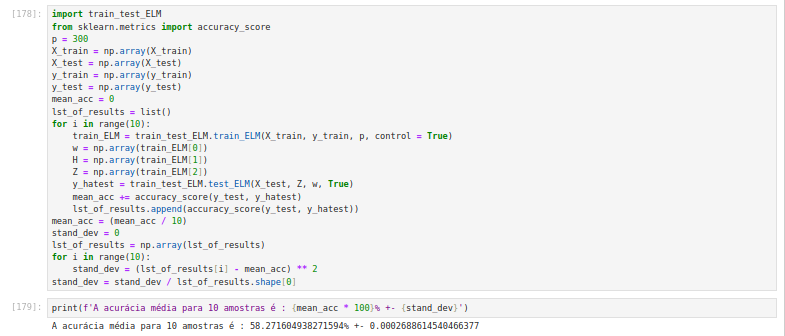 [178]:
import train_test_ELM
from sklearn.metrics import accuracy_score
p = 300
X_train = np.array(X_train)
X_test = np.array(X_test)
y_train = np.array(y_train)
y_test = np.array(y_test)
mean_acc = 0
lst_of_results = list()
for i in range(10):
    train_ELM = train_test_ELM.train_ELM(X_train, y_train, p, control = True)
    w = np.array(train_ELM[0])
    H = np.array(train_ELM[1])
    Z = np.array(train_ELM[2])
    y_hatest = train_test_ELM.test_ELM(X_test, Z, w, True)
    mean_acc += accuracy_score(y_test, y_hatest)
    lst_of_results.append(accuracy_score(y_test, y_hatest))
mean_acc = (mean_acc / 10)
stand_dev = 0
lst_of_results = np.array(lst_of_results)
for i in range(10):
    stand_dev = (lst_of_results[i] - mean_acc) ** 2
stand_dev = stand_dev / lst_of_results.shape[0]
[179]:
print(f'A acurácia média para 10 amostras é : {mean_acc * 100}% +- {stand_dev}')
A acurácia média para 10 amostras é : 58.271604938271594% +- 0.0002688614540466377